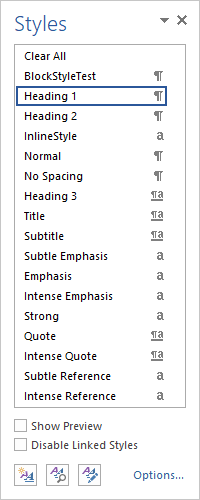 Styles
Clear All
BlockStyleTest ¶
Heading 1 ¶
Heading 2 ¶
InlineStyle a
Normal ¶
No Spacing ¶
Heading 3 ¶a
Title ¶a
Subtitle ¶a
Subtle Emphasis a
Emphasis a
Intense Emphasis a
Strong a
Quote ¶a
Intense Quote ¶a
Subtle Reference a
Intense Reference a
Show Preview
Disable Linked Styles
Options...